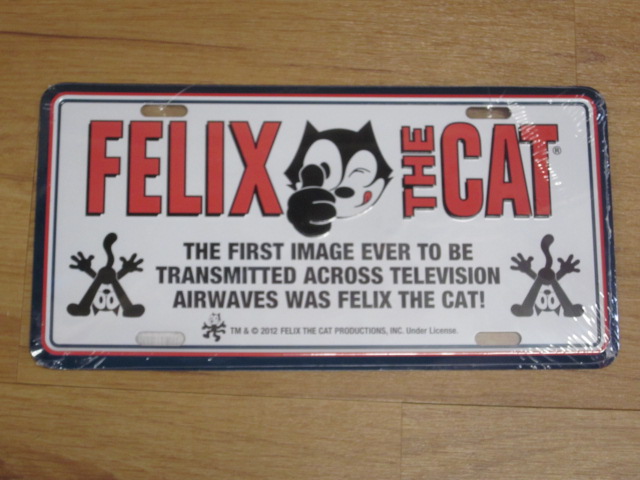 FELIX THE CAT®
THE FIRST IMAGE EVER TO BE
TRANSMITTED ACROSS TELEVISION
AIRWAVES WAS FELIX THE CAT!
TM & © 2012 FELIX THE CAT PRODUCTIONS, INC. Under License.